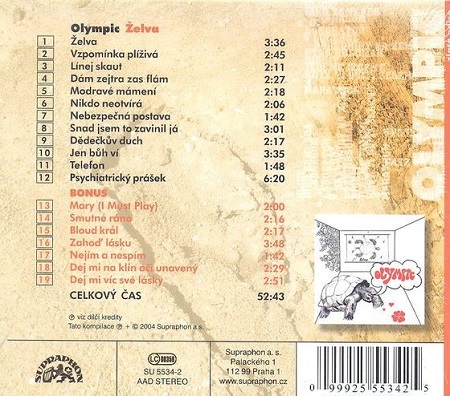 Olympic Želva
1 Želva 3:36
2 Vzpomínka plíživá 2:45
3 Línej skaut 2:11
4 Dám zejtra zas flám 2:27
5 Modravé mámení 2:18
6 Nikdo neotvírá 2:06
7 Nebezpečná postava 1:42
8 Snad jsem to zavinil já 3:01
9 Dědečkův duch 2:17
10 Jen bůh ví 3:35
11 Telefon 1:48
12 Psychiatrický prášek 6:20
BONUS
13 Mary (I Must Play) 2:00
14 Smutné ráno 2:16
15 Bloud král 2:17
16 Zahoď lásku 3:48
17 Nejím a nespím 1:42
18 Dej mi na klín oči unavený 2:29
19 Dej mi víc své lásky 2:51
CELKOVÝ ČAS 52:43
℗ viz dílčí kredity
Tato kompilace ℗ + © 2004 Supraphon a.s.
OLYMPIC
OLYMPIC
SUPRAPHON
LC 00358
SU 5534-2
AAD STEREO
Supraphon a. s.
Palackého 1
112 99 Praha 1
www.supraphon.cz
0 99925 55342 5